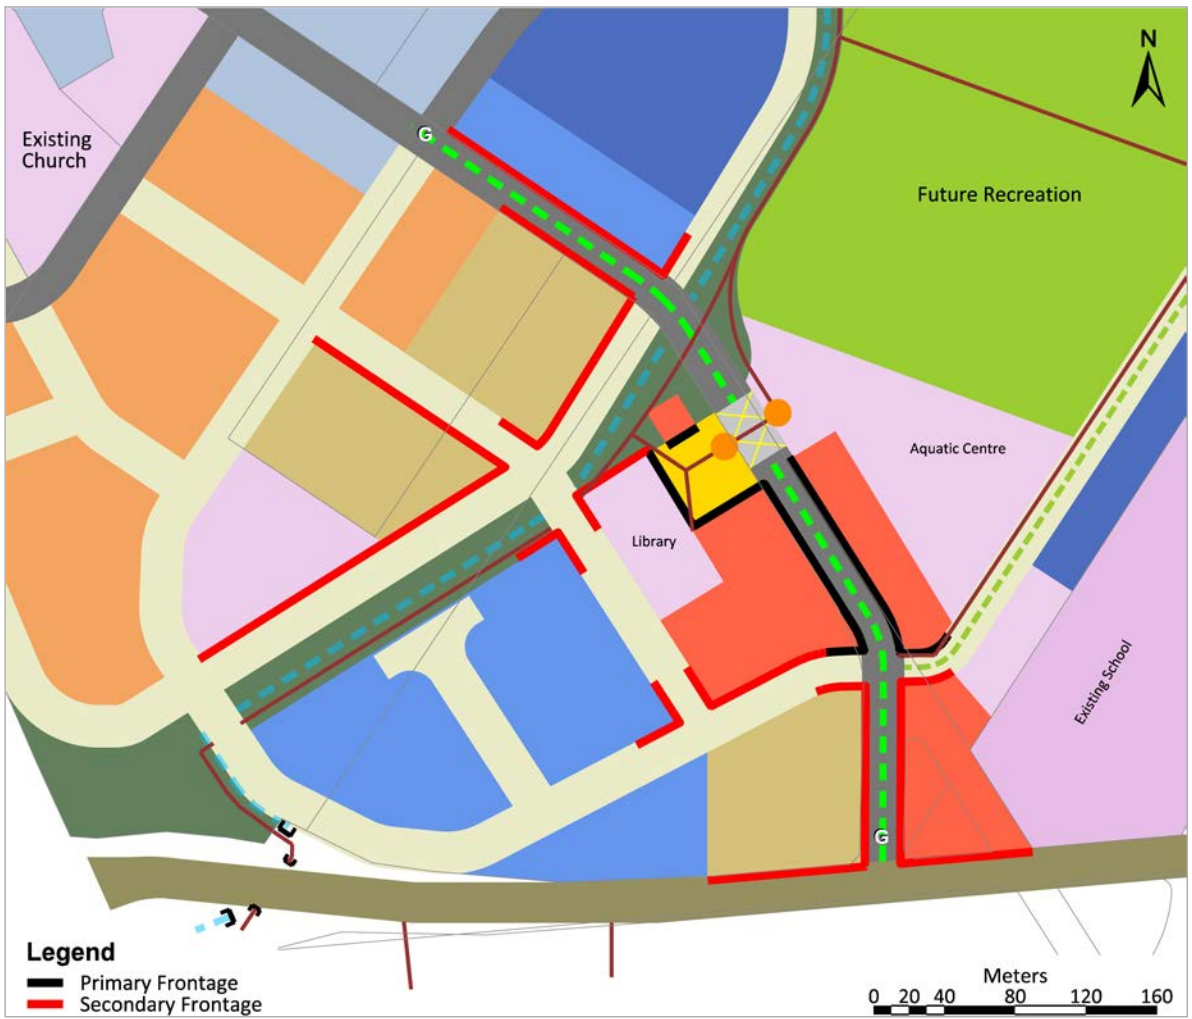 N
Existing
Church
G
Future Recreation
Aquatic Centre
Library
Existing School
G
Legend
Primary Frontage
Secondary Frontage
Meters
0 20 40 80 120 160